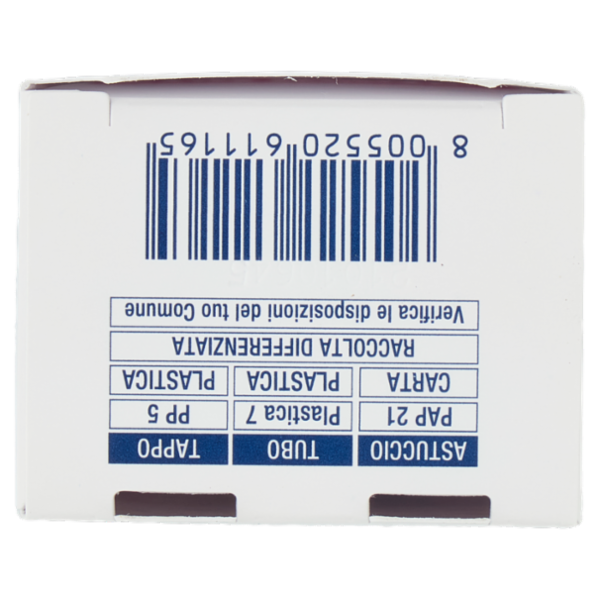 ASTUCCIO TUBO TAPPO
PAP 21 Plastica 7 PP 5
CARTA PLASTICA PLASTICA
RACCOLTA DIFFERENZIATA
Verifica le disposizioni del tuo Comune
8 005520 611165